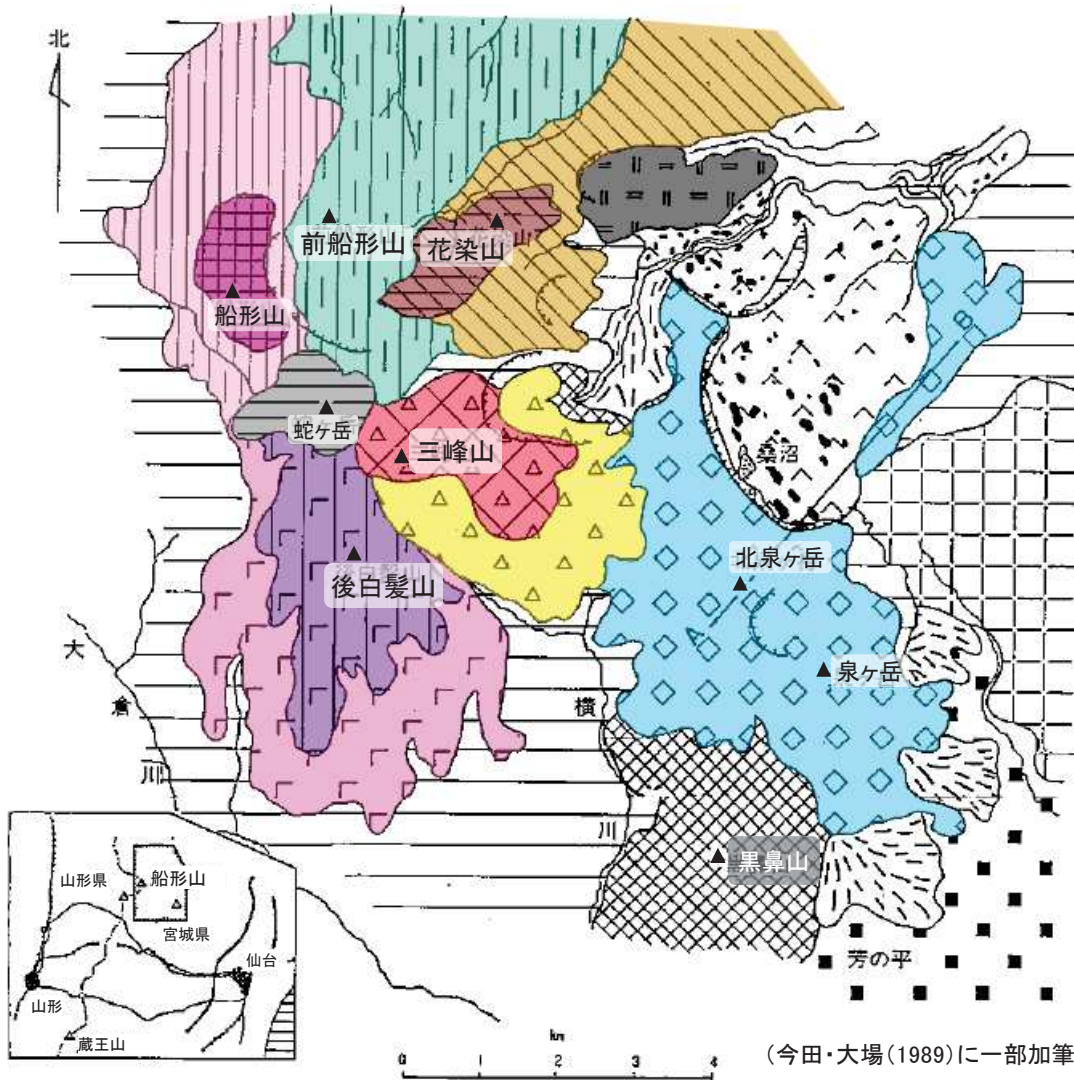 北
前船形山
花染山
船形山
蛇ヶ岳
三峰山
桑沼
後白髪山
北泉ヶ岳
泉ヶ岳
大倉川
横川
黒鼻山
芳の平
山形県
船形山
宮城県
仙台
山形
蔵王山
km
0 1 2 3 4
(今田・大場(1989)に一部加筆